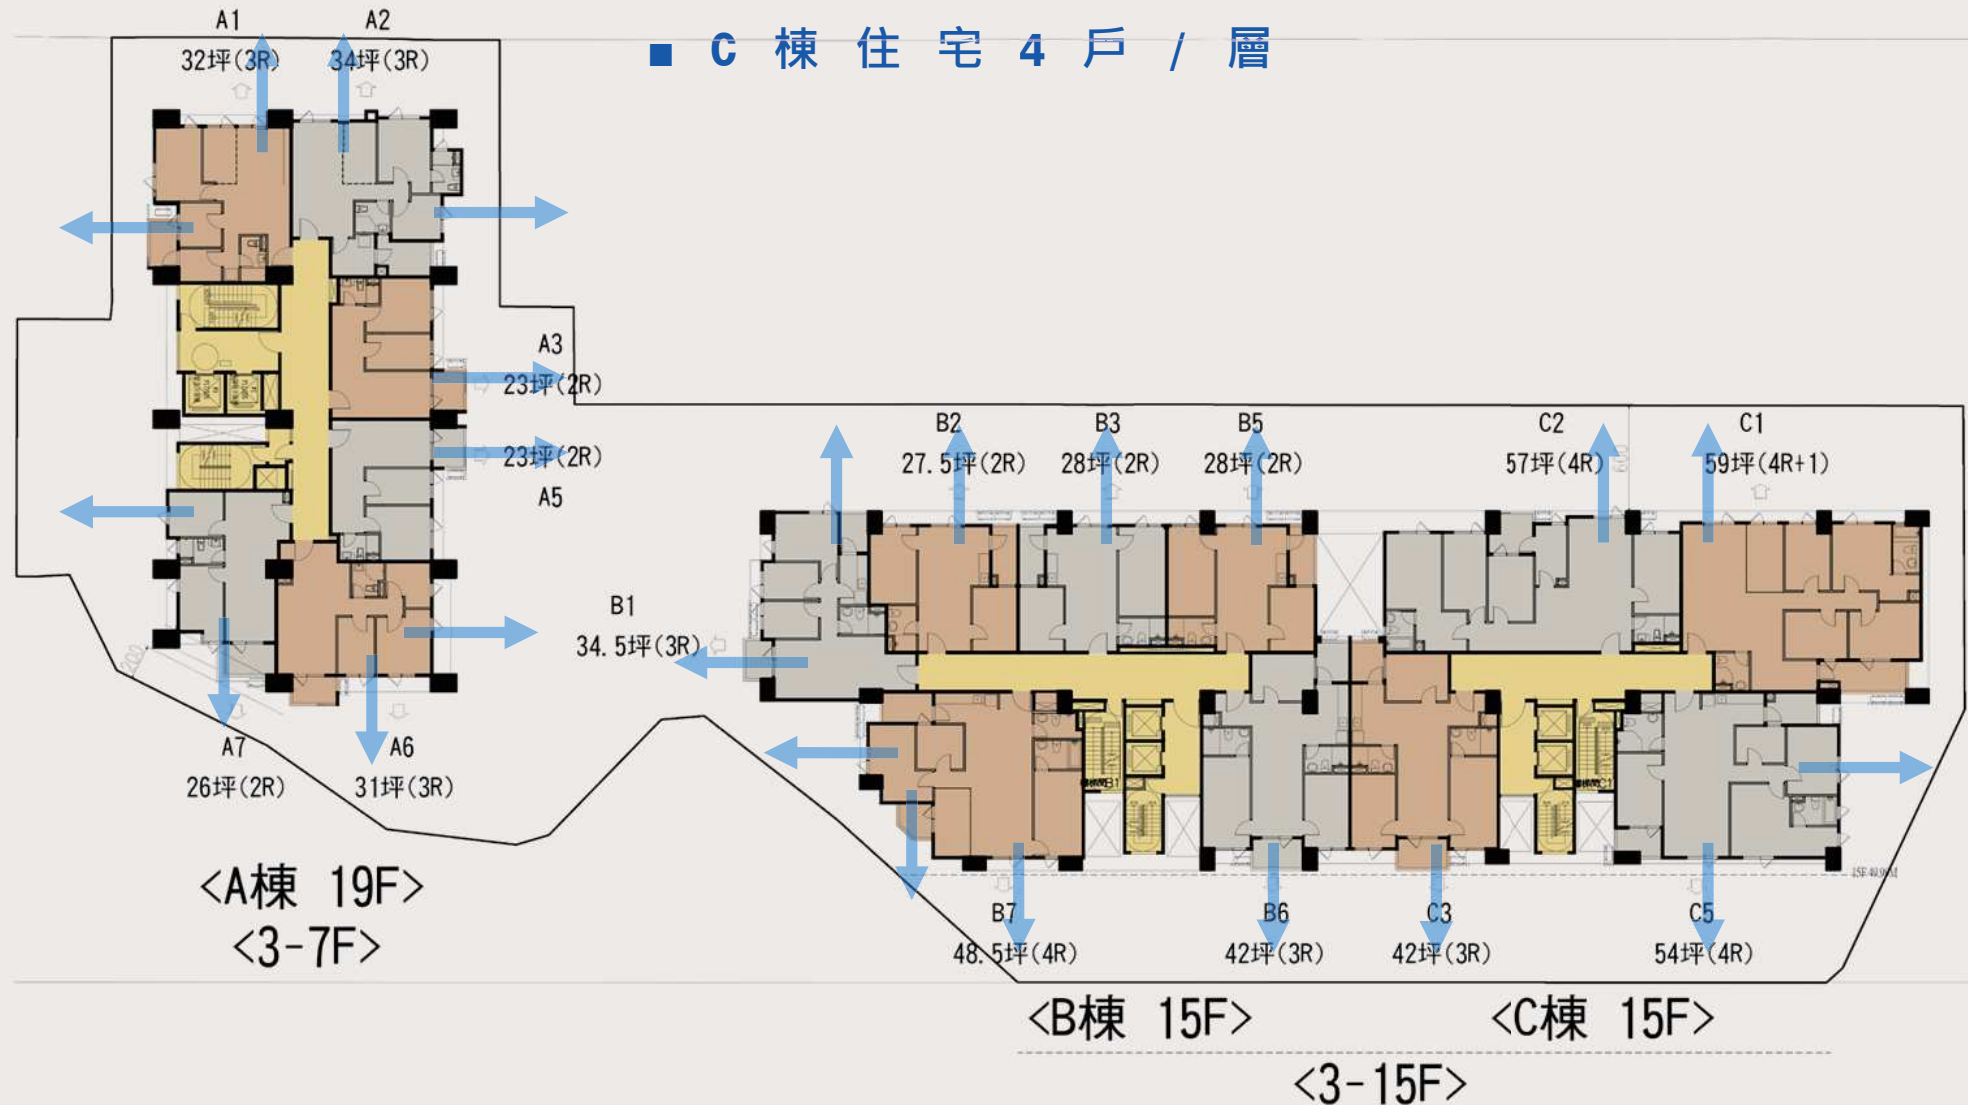 ■ C 棟 住 宅 4 戶 / 層
A1
32坪(3R)
A2
34坪(3R)
A3
23坪(2R)
23坪(2R)
A5
B1
34.5坪(3R)
B2
27.5坪(2R)
B3
28坪(2R)
B5
28坪(2R)
C2
57坪(4R)
C1
59坪(4R+1)
600
200
A7
26坪(2R)
A6
31坪(3R)
B7
48.5坪(4R)
B6
42坪(3R)
C3
42坪(3R)
C5
54坪(4R)
<A棟 19F>
<3-7F>
<B棟 15F>
<C棟 15F>
<3-15F>